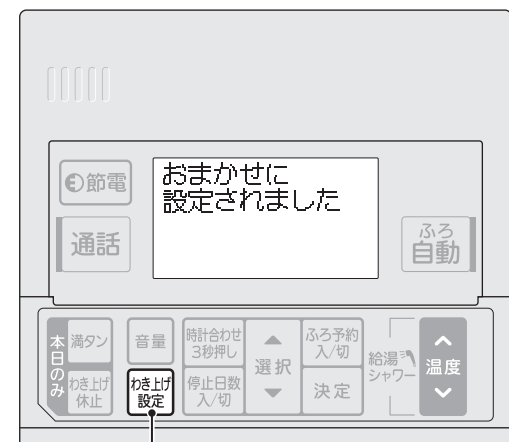 節電
おまかせに
設定されました
通話
ふろ
自動
本日のみ
満タン
音量
時計合わせ
3秒押し
選択
ふろ予約
入/切
給湯
シャワー
温度
わき上げ
休止
わき上げ
設定
停止日数
入/切
決定